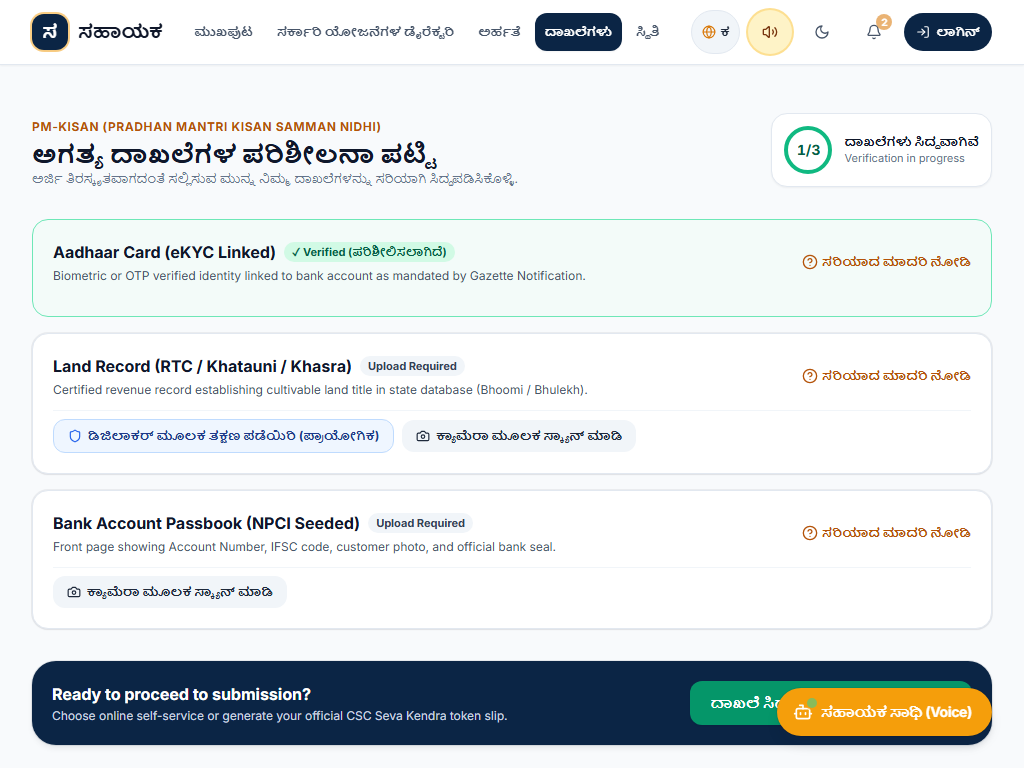 ಸ ಸಹಾಯಕ ಮುಖಪುಟ ಸರ್ಕಾರಿ ಯೋಜನೆಗಳ ಡೈರೆಕ್ಟರಿ ಅರ್ಹತೆ ದಾಖಲೆಗಳು ಸ್ಥಿತಿ ಕ 2 ಲಾಗಿನ್
PM-KISAN (PRADHAN MANTRI KISAN SAMMAN NIDHI)
ಅಗತ್ಯ ದಾಖಲೆಗಳ ಪರಿಶೀಲನಾ ಪಟ್ಟಿ
ಅರ್ಜಿ ತಿರಸ್ಕೃತವಾಗದಂತೆ ಸಲ್ಲಿಸುವ ಮುನ್ನ ನಿಮ್ಮ ದಾಖಲೆಗಳನ್ನು ಸರಿಯಾಗಿ ಸಿದ್ಧಪಡಿಸಿಕೊಳ್ಳಿ.
1/3 ದಾಖಲೆಗಳು ಸಿದ್ಧವಾಗಿವೆ
Verification in progress
Aadhaar Card (eKYC Linked) ✓ Verified (ಪರಿಶೀಲಿಸಲಾಗಿದೆ)
Biometric or OTP verified identity linked to bank account as mandated by Gazette Notification.
ಸರಿಯಾದ ಮಾದರಿ ನೋಡಿ
Land Record (RTC / Khatauni / Khasra) Upload Required
Certified revenue record establishing cultivable land title in state database (Bhoomi / Bhulekh).
ಸರಿಯಾದ ಮಾದರಿ ನೋಡಿ
ಡಿಜಿಲಾಕರ್ ಮೂಲಕ ತಕ್ಷಣ ಪಡೆಯಿರಿ (ಪ್ರಾಯೋಗಿಕ) ಕ್ಯಾಮೆರಾ ಮೂಲಕ ಸ್ಕ್ಯಾನ್ ಮಾಡಿ
Bank Account Passbook (NPCI Seeded) Upload Required
Front page showing Account Number, IFSC code, customer photo, and official bank seal.
ಸರಿಯಾದ ಮಾದರಿ ನೋಡಿ
ಕ್ಯಾಮೆರಾ ಮೂಲಕ ಸ್ಕ್ಯಾನ್ ಮಾಡಿ
Ready to proceed to submission?
Choose online self-service or generate your official CSC Seva Kendra token slip.
ದಾಖಲೆ
ಸಹಾಯಕ ಸಾಥಿ (Voice)